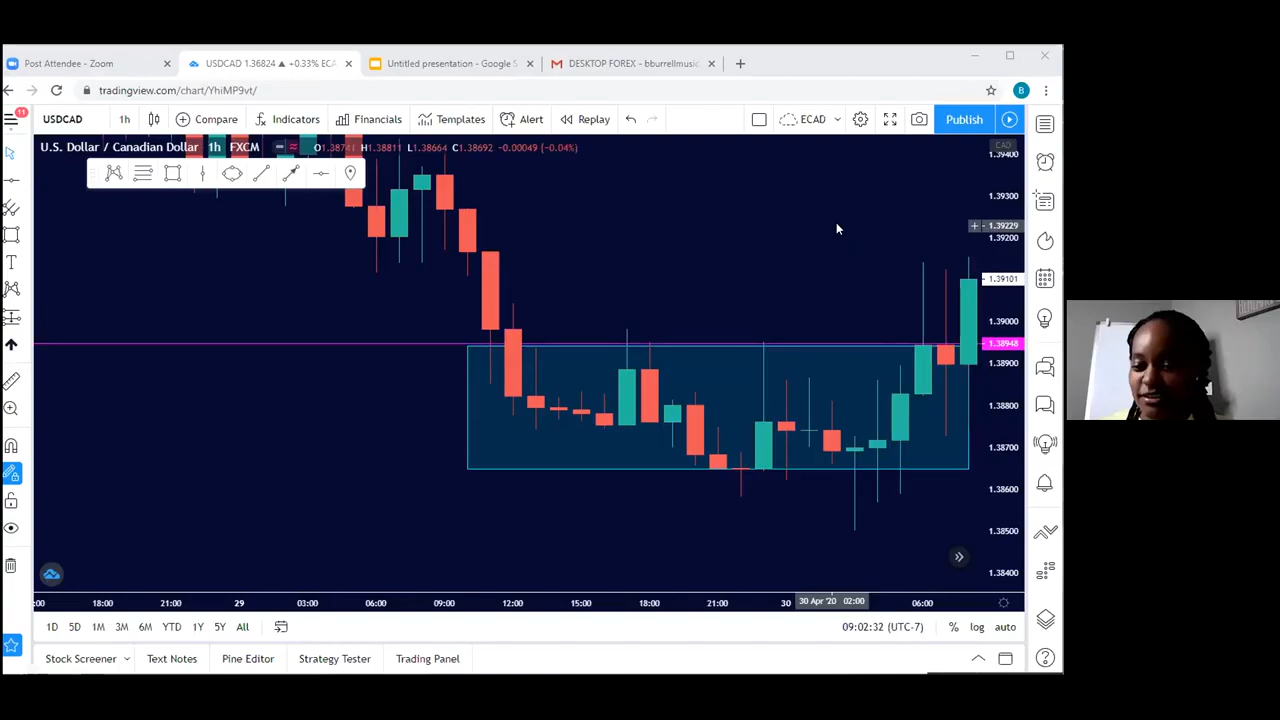 Post Attendee - Zoom
USDCAD 1.36824 ▲ +0.33% ECA
Untitled presentation - Google S
DESKTOP FOREX - bburrellmusic
tradingview.com/chart/YhiMP9vt/
B
11
USDCAD 1h Compare Indicators Financials Templates Alert Replay ECAD Publish
U.S. Dollar / Canadian Dollar 1h FXCM H1.38811 L1.38664 C1.38692 -0.00049 (-0.04%)
CAD
1.39400
1.39300
1.39229
1.39200
1.39101
1.39000
1.38948
1.38900
1.38800
1.38700
1.38600
1.38500
1.38400
:00 18:00 21:00 29 03:00 06:00 09:00 12:00 15:00 18:00 21:00 30 30 Apr '20 02:00 06:00
1D 5D 1M 3M 6M YTD 1Y 5Y All 09:02:32 (UTC-7) % log auto
Stock Screener Text Notes Pine Editor Strategy Tester Trading Panel